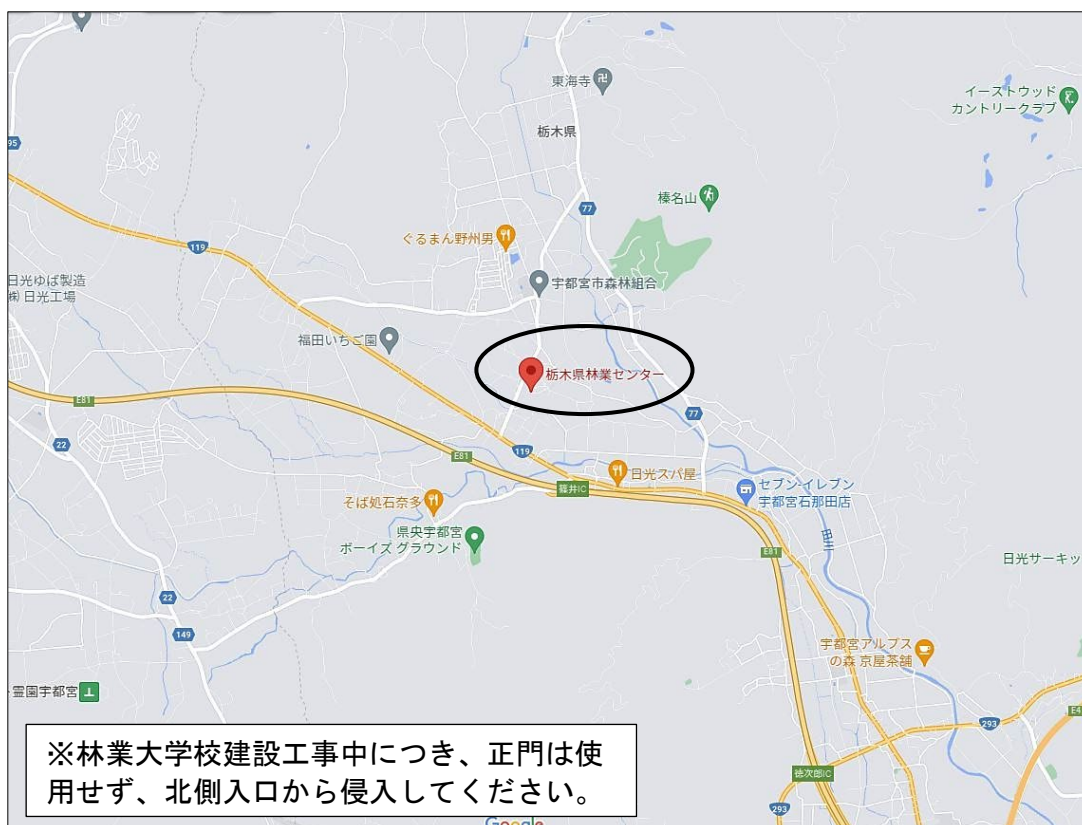 東海寺
栃木県
イーストウッド
カントリークラブ
95
77
榛名山
ぐるまん野州男
119
宇都宮市森林組合
日光ゆば製造
㈱ 日光工場
福田いちご園
栃木県林業センター
E81
77
22
119
E81
日光スパ屋
篠井IC
セブン-イレブン
宇都宮石那田店
そば処石奈多
県央宇都宮
ボーイズ グラウンド
田川
E81
日光サーキッ
22
149
宇都宮アルプス
の森 京屋茶舗
霊園宇都宮
293
E4
徳次郎IC
293
※林業大学校建設工事中につき、正門は使
用せず、北側入口から侵入してください。
Google